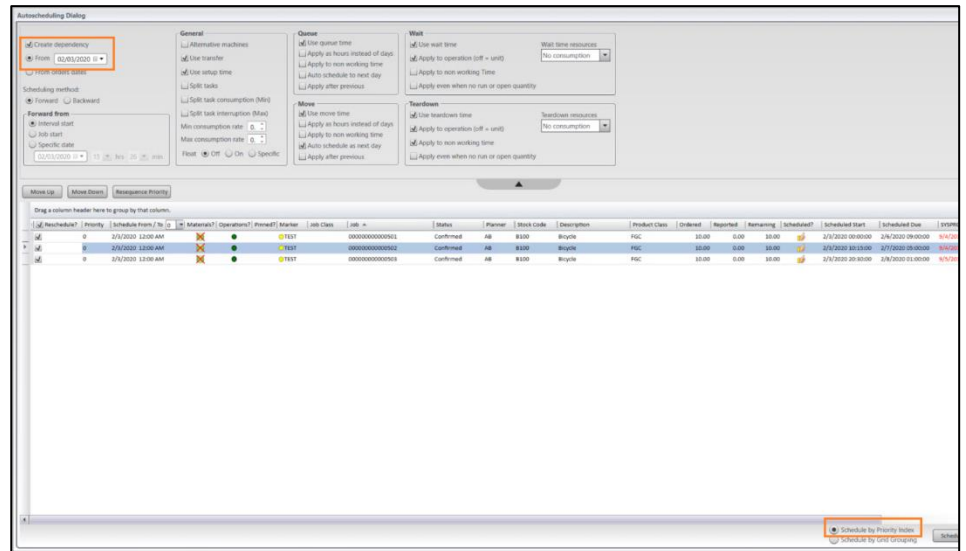 Autoscheduling Dialog
Create dependency
From 02/03/2020
From orders dates
Scheduling method:
Forward Backward
Forward from
Interval start
Job start
Specific date
02/03/2020 12 hrs min
General
Alternative machines
Use transfer
Use setup time
Split tasks
Split task consumption (Min)
Split task interruption (Max)
Min consumption rate 0.
Max consumption rate 0.
Float Off On Specific
Queue
Use queue time
Apply as hours instead of days
Apply to non working time
Auto schedule to next day
Apply after previous
Move
Use move time
Apply as hours instead of days
Apply to non working time
Auto schedule as next day
Apply after previous
Wait
Use wait time Wait time resources
Apply to operation (off = unit) No consumption
Apply to non working Time
Apply even when no run or open quantity
Teardown
Use teardown time Teardown resources
Apply to operation (off = unit) No consumption
Apply to non working time
Apply even when no run or open quantity
Move Up Move Down Resequence Priority
Drag a column header here to group by that column.
Reschedule? Priority Schedule From / To 0 Materials? Operations? Pinned? Marker Job Class Job Status Planner Stock Code Description Product Class Ordered Reported Remaining Scheduled? Scheduled Start Scheduled Due
0 2/3/2020 12:00 AM TEST 000000000000501 Confirmed AB B100 Bicycle FGC 10.00 0.00 10.00 2/3/2020 00:00:00 2/6/2020 09:00:00
0 2/3/2020 12:00 AM TEST 000000000000502 Confirmed AB B100 Bicycle FGC 10.00 0.00 10.00 2/3/2020 10:15:00 2/7/2020 05:00:00
0 2/3/2020 12:00 AM TEST 000000000000503 Confirmed AB B100 Bicycle FGC 10.00 0.00 10.00 2/3/2020 20:30:00 2/8/2020 01:00:00
Schedule by Priority Index
Schedule by Grid Grouping